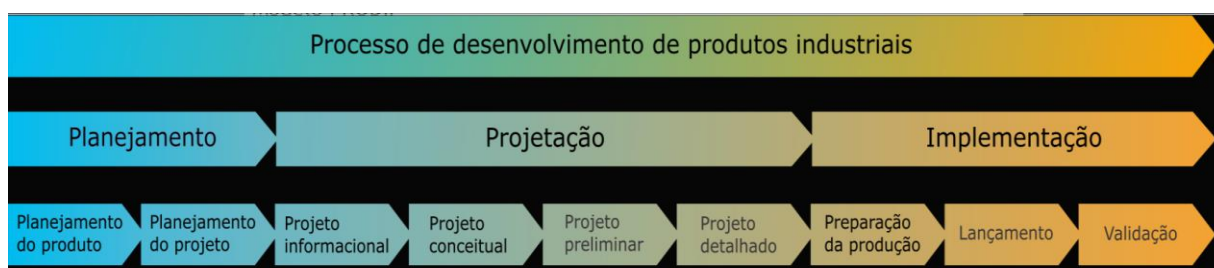 Processo de desenvolvimento de produtos industriais
Planejamento
Projetação
Implementação
Planejamento
do produto
Planejamento
do projeto
Projeto
informacional
Projeto
conceitual
Projeto
preliminar
Projeto
detalhado
Preparação
da produção
Lançamento
Validação